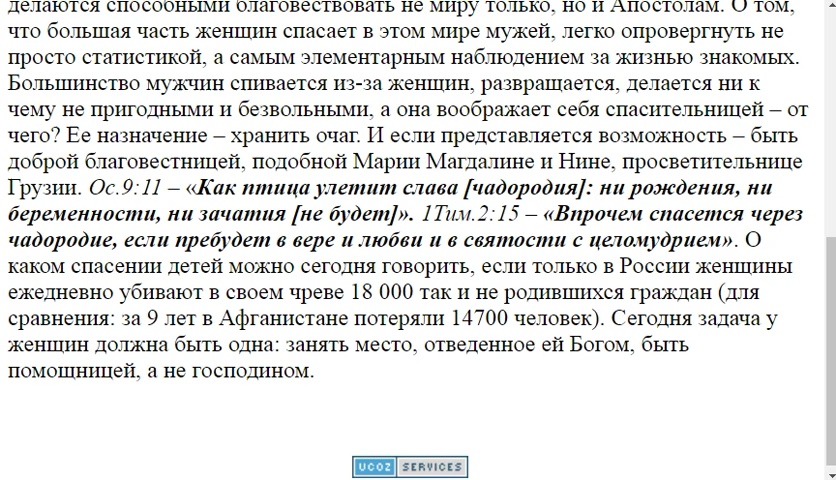 делаются способными благовествовать не миру только, но и Апостолам. О том,
что большая часть женщин спасает в этом мире мужей, легко опровергнуть не
просто статистикой, а самым элементарным наблюдением за жизнью знакомых.
Большинство мужчин спивается из-за женщин, развращается, делается ни к
чему не пригодными и безвольными, а она воображает себя спасительницей – от
чего? Ее назначение – хранить очаг. И если представляется возможность – быть
доброй благовестницей, подобной Марии Магдалине и Нине, просветительнице
Грузии. Ос.9:11 – «Как птица улетит слава [чадородия]: ни рождения, ни
беременности, ни зачатия [не будет]». 1Тим.2:15 – «Впрочем спасется через
чадородие, если пребудет в вере и любви и в святости с целомудрием». О
каком спасении детей можно сегодня говорить, если только в России женщины
ежедневно убивают в своем чреве 18 000 так и не родившихся граждан (для
сравнения: за 9 лет в Афганистане потеряли 14700 человек). Сегодня задача у
женщин должна быть одна: занять место, отведенное ей Богом, быть
помощницей, а не господином.
UCOZ SERVICES